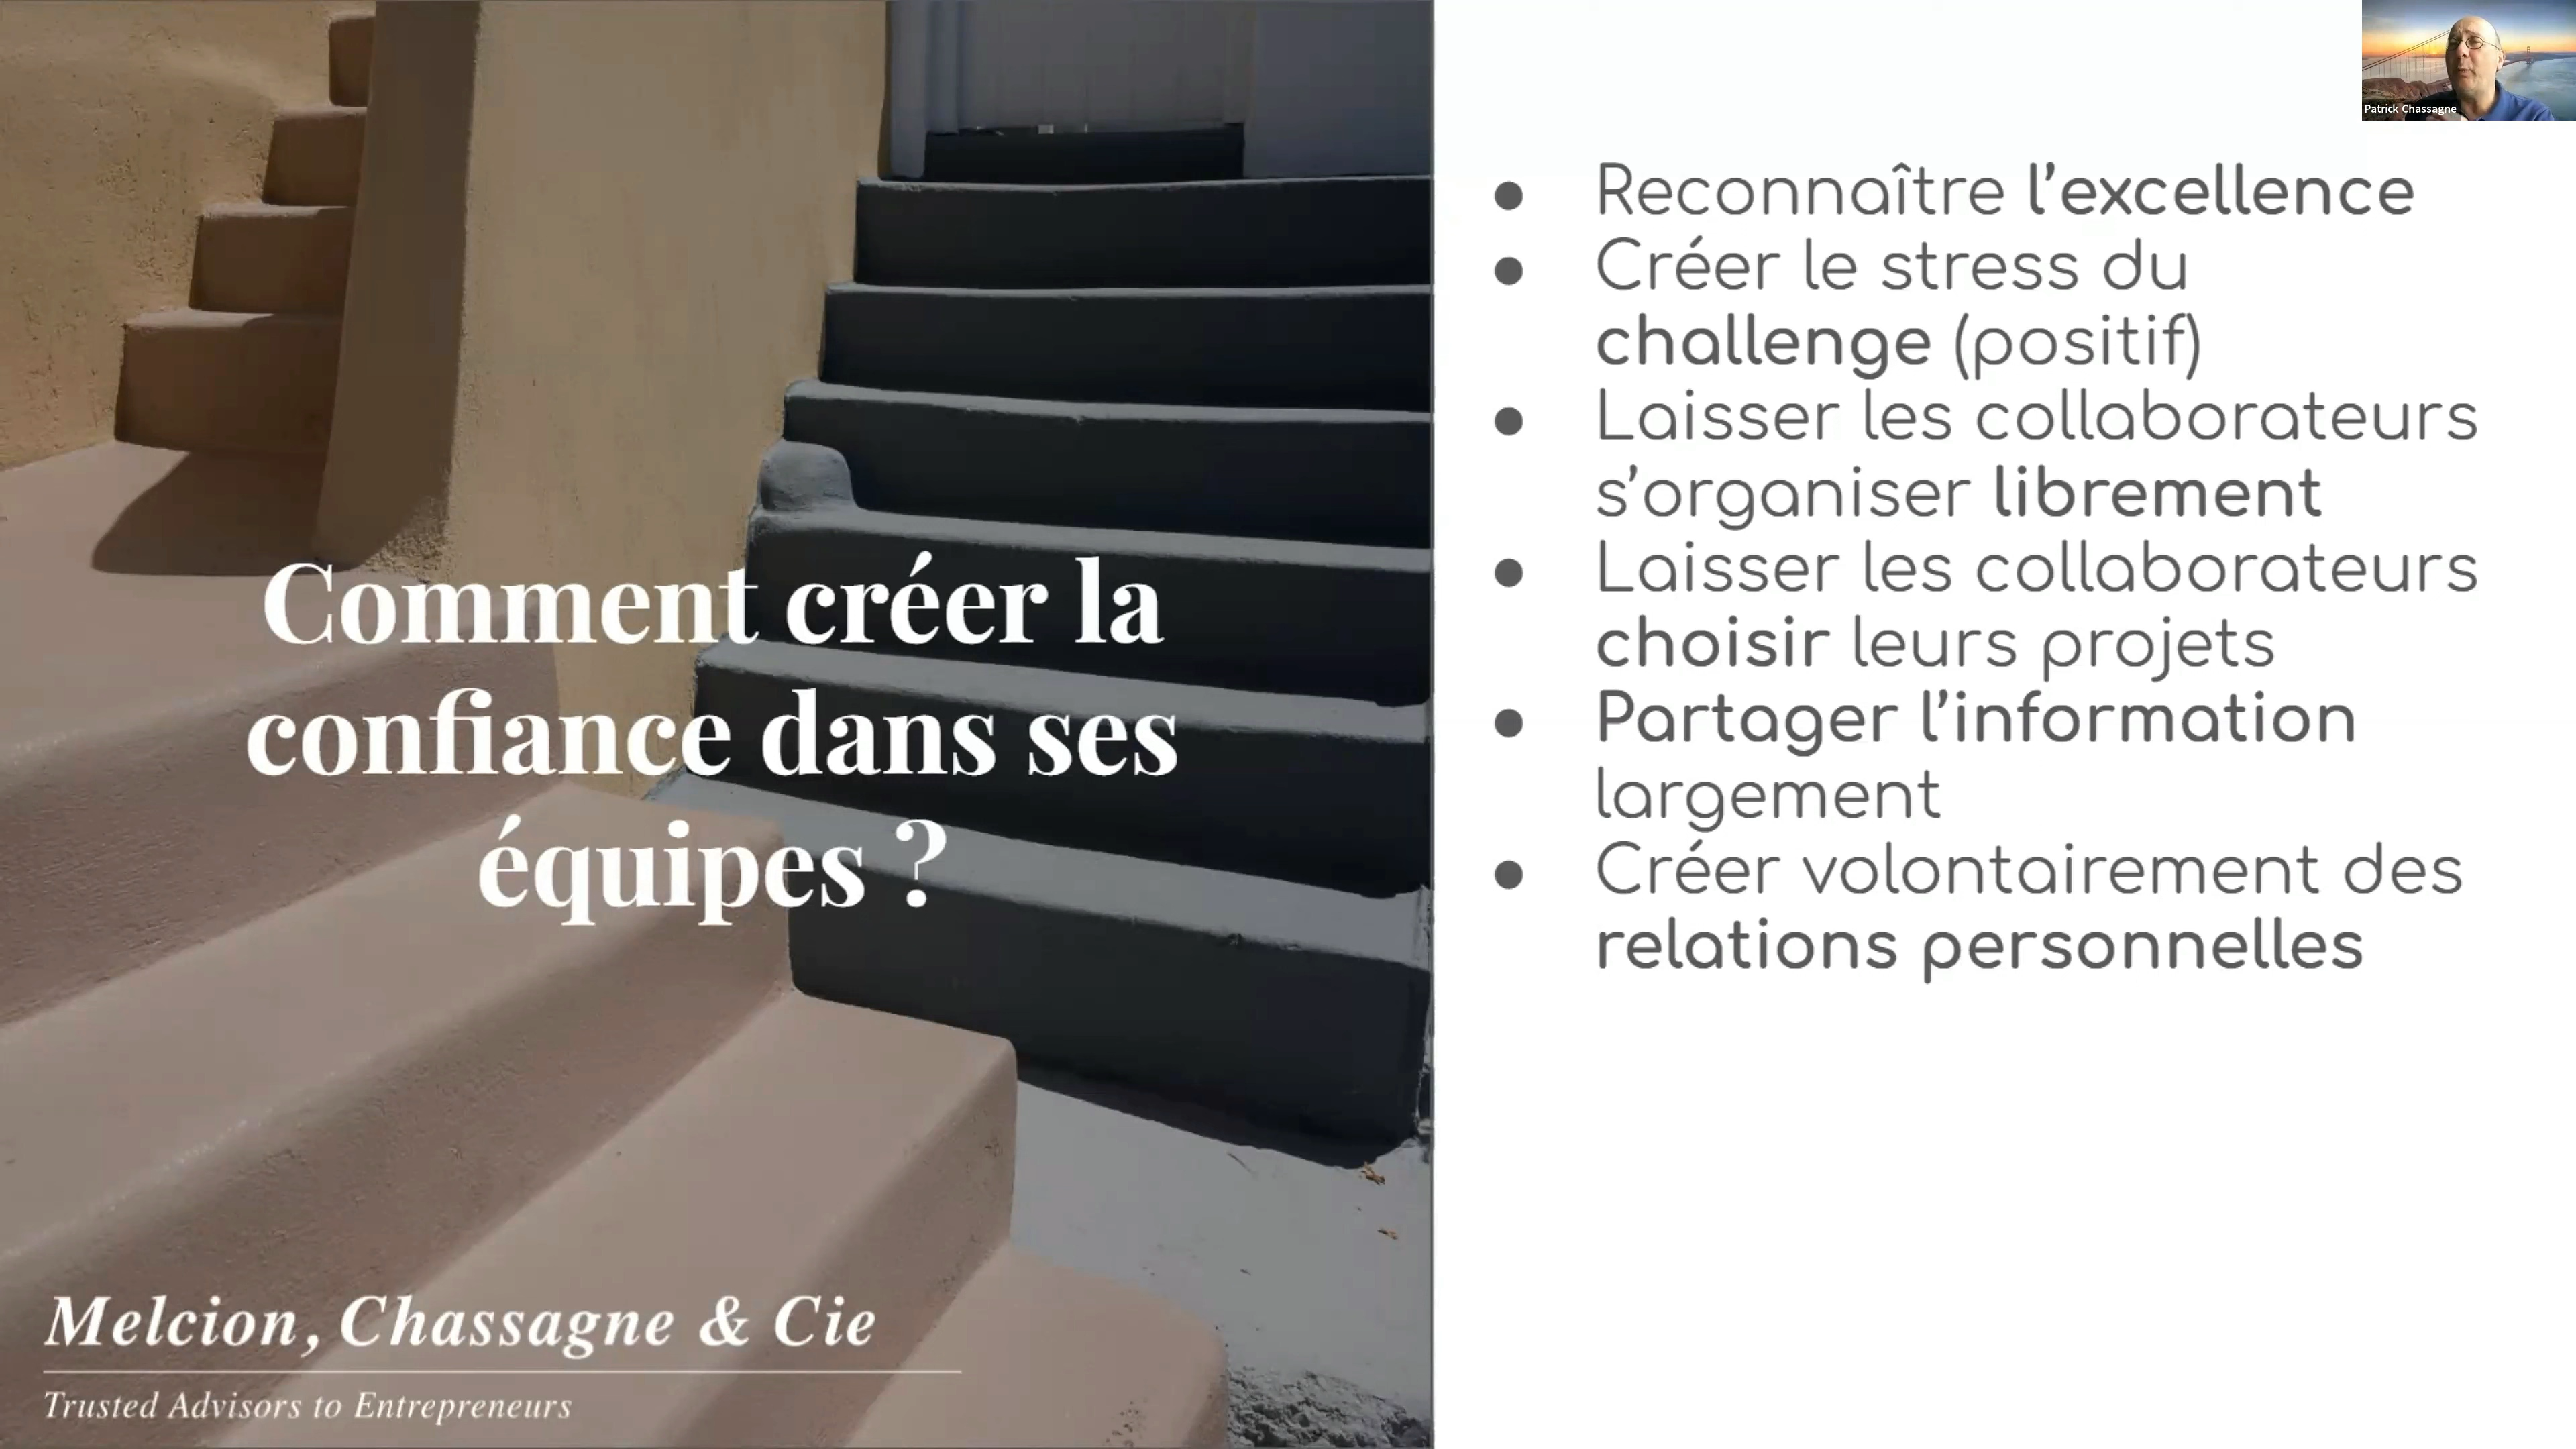 Comment créer la
confiance dans ses
équipes ?
Melcion, Chassagne & Cie
Trusted Advisors to Entrepreneurs
Patrick Chassagne
● Reconnaître l’excellence
● Créer le stress du
challenge (positif)
● Laisser les collaborateurs
s’organiser librement
● Laisser les collaborateurs
choisir leurs projets
● Partager l’information
largement
● Créer volontairement des
relations personnelles